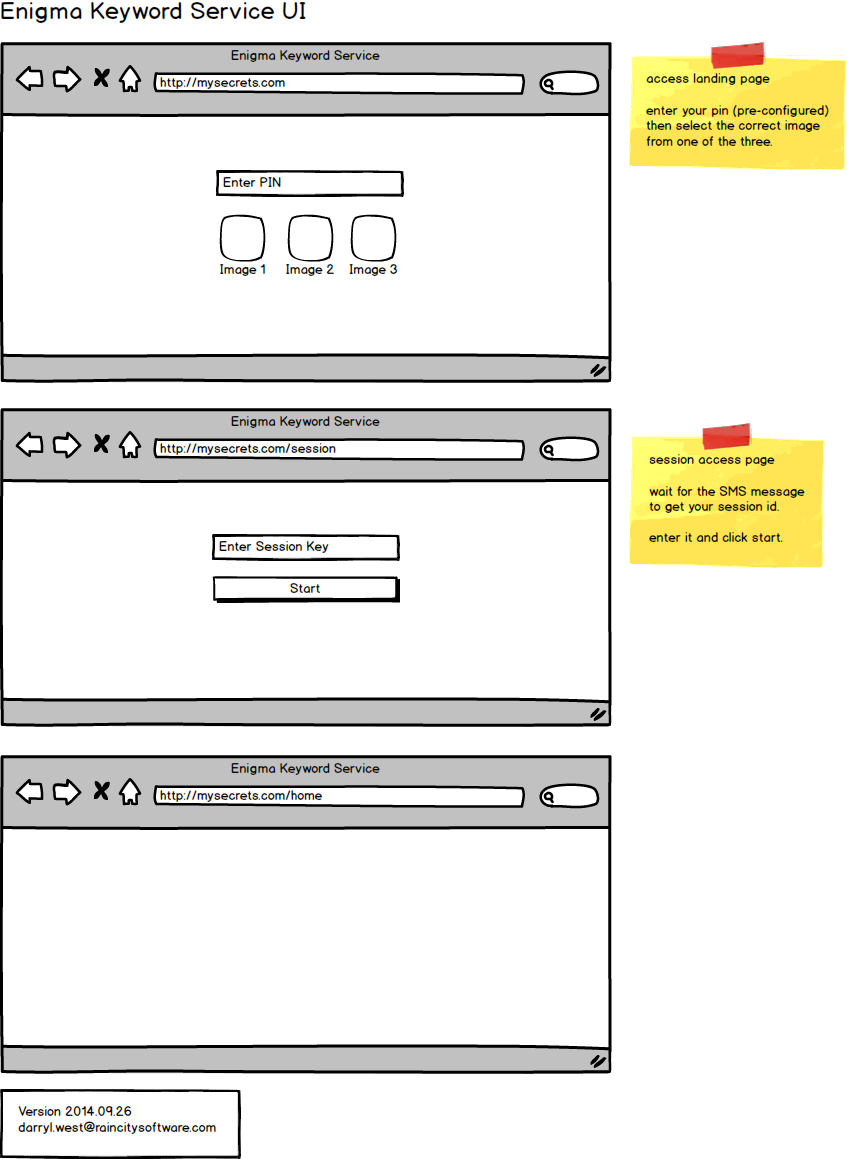 Enigma Keyword Service UI
Enigma Keyword Service
http://mysecrets.com
Enter PIN
Image 1 Image 2 Image 3
access landing page
enter your pin (pre-configured)
then select the correct image
from one of the three.
Enigma Keyword Service
http://mysecrets.com/session
Enter Session Key
Start
session access page
wait for the SMS message
to get your session id.
enter it and click start.
Enigma Keyword Service
http://mysecrets.com/home
Version 2014.09.26
darryl.west@raincitysoftware.com